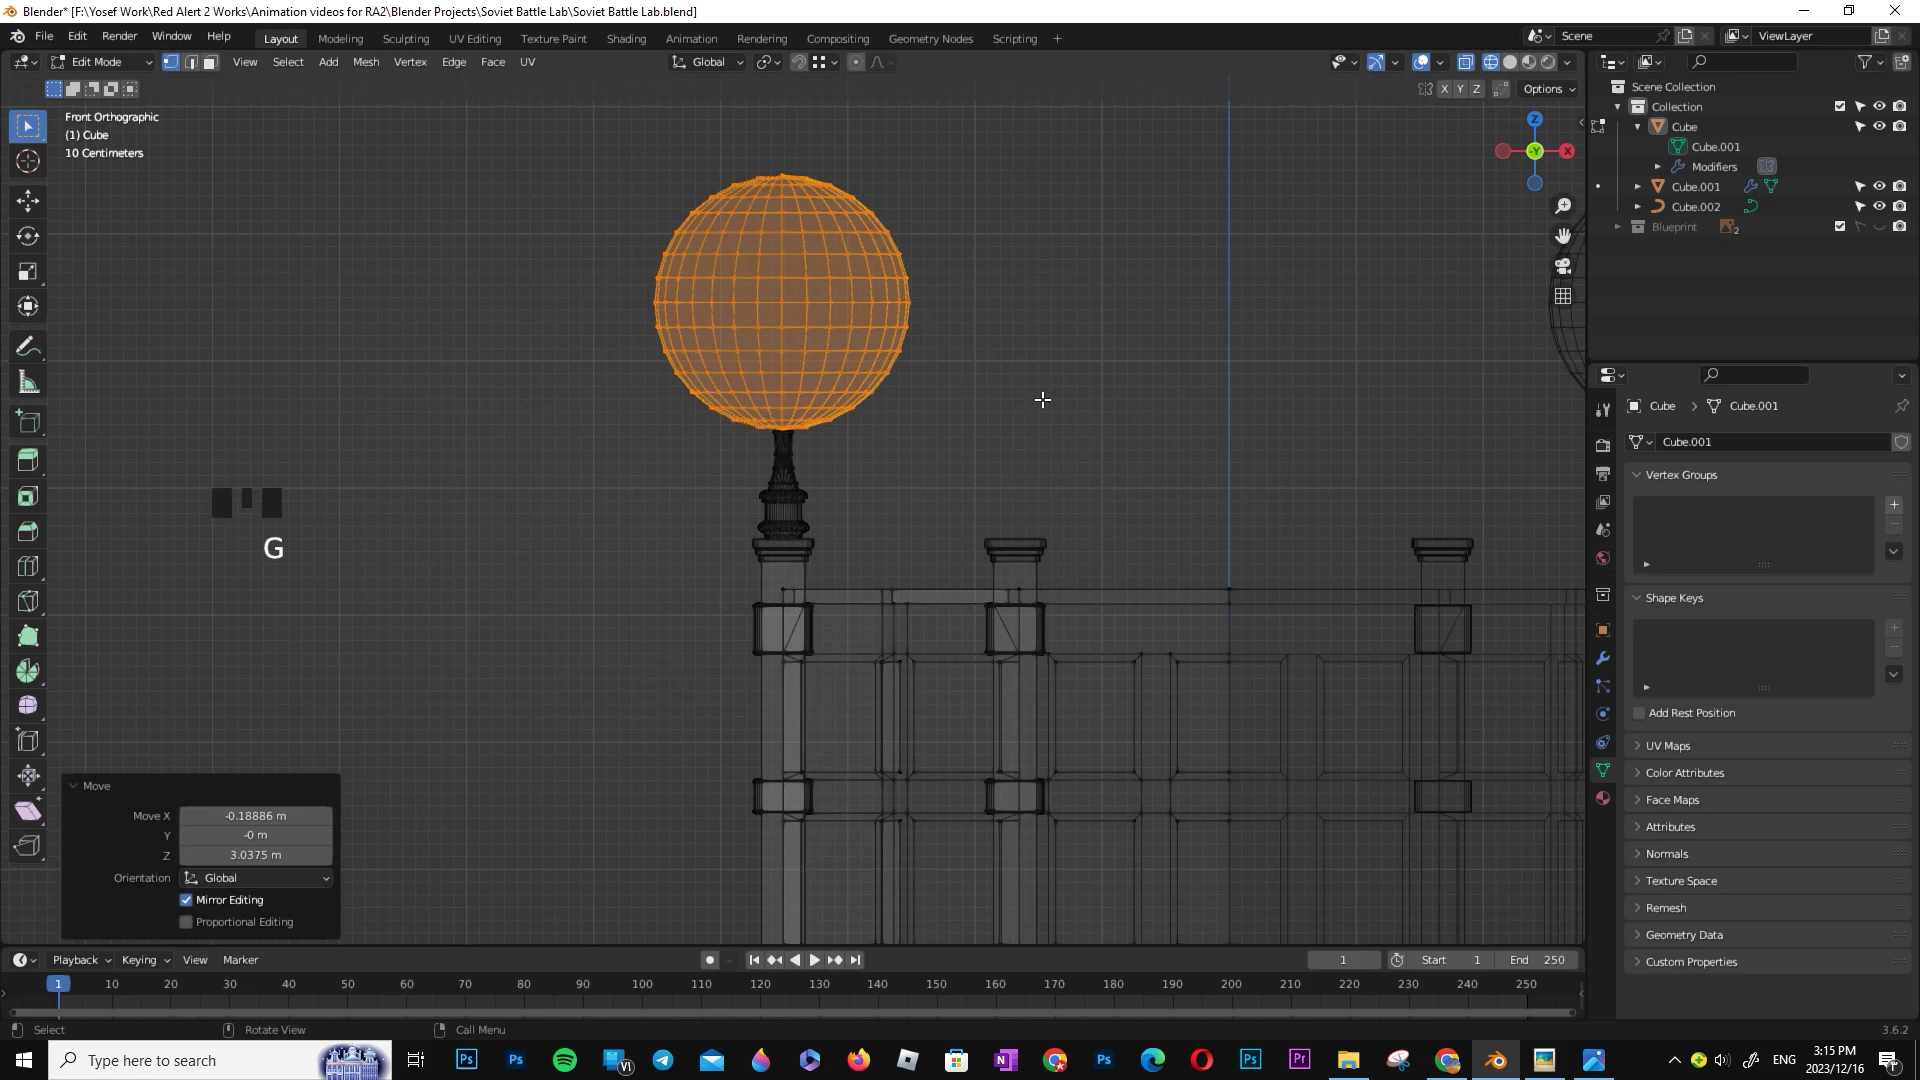 Blender* [F:\Yosef Work\Red Alert 2 Works\Animation videos for RA2\Blender Projects\Soviet Battle Lab\Soviet Battle Lab.blend]
File Edit Render Window Help Layout Modeling Sculpting UV Editing Texture Paint Shading Animation Rendering Compositing Geometry Nodes Scripting + Scene ViewLayer
Edit Mode View Select Add Mesh Vertex Edge Face UV Global
X Y Z Options
Front Orthographic
(1) Cube
10 Centimeters
Z
-Y X
G
Move
Move X -0.18886 m
Y -0 m
Z 3.0375 m
Orientation Global
Mirror Editing
Proportional Editing
Scene Collection
Collection
Cube
Cube.001
Modifiers
Cube.001
Cube.002
Blueprint 2
Cube Cube.001
Cube.001
Vertex Groups
Shape Keys
Add Rest Position
UV Maps
Color Attributes
Face Maps
Attributes
Normals
Texture Space
Remesh
Geometry Data
Custom Properties
Playback Keying View Marker 1 Start 1 End 250
1 10 20 30 40 50 60 70 80 90 100 110 120 130 140 150 160 170 180 190 200 210 220 230 240 250
Select Rotate View Call Menu 3.6.2
Type here to search ENG 3:15 PM
2023/12/16